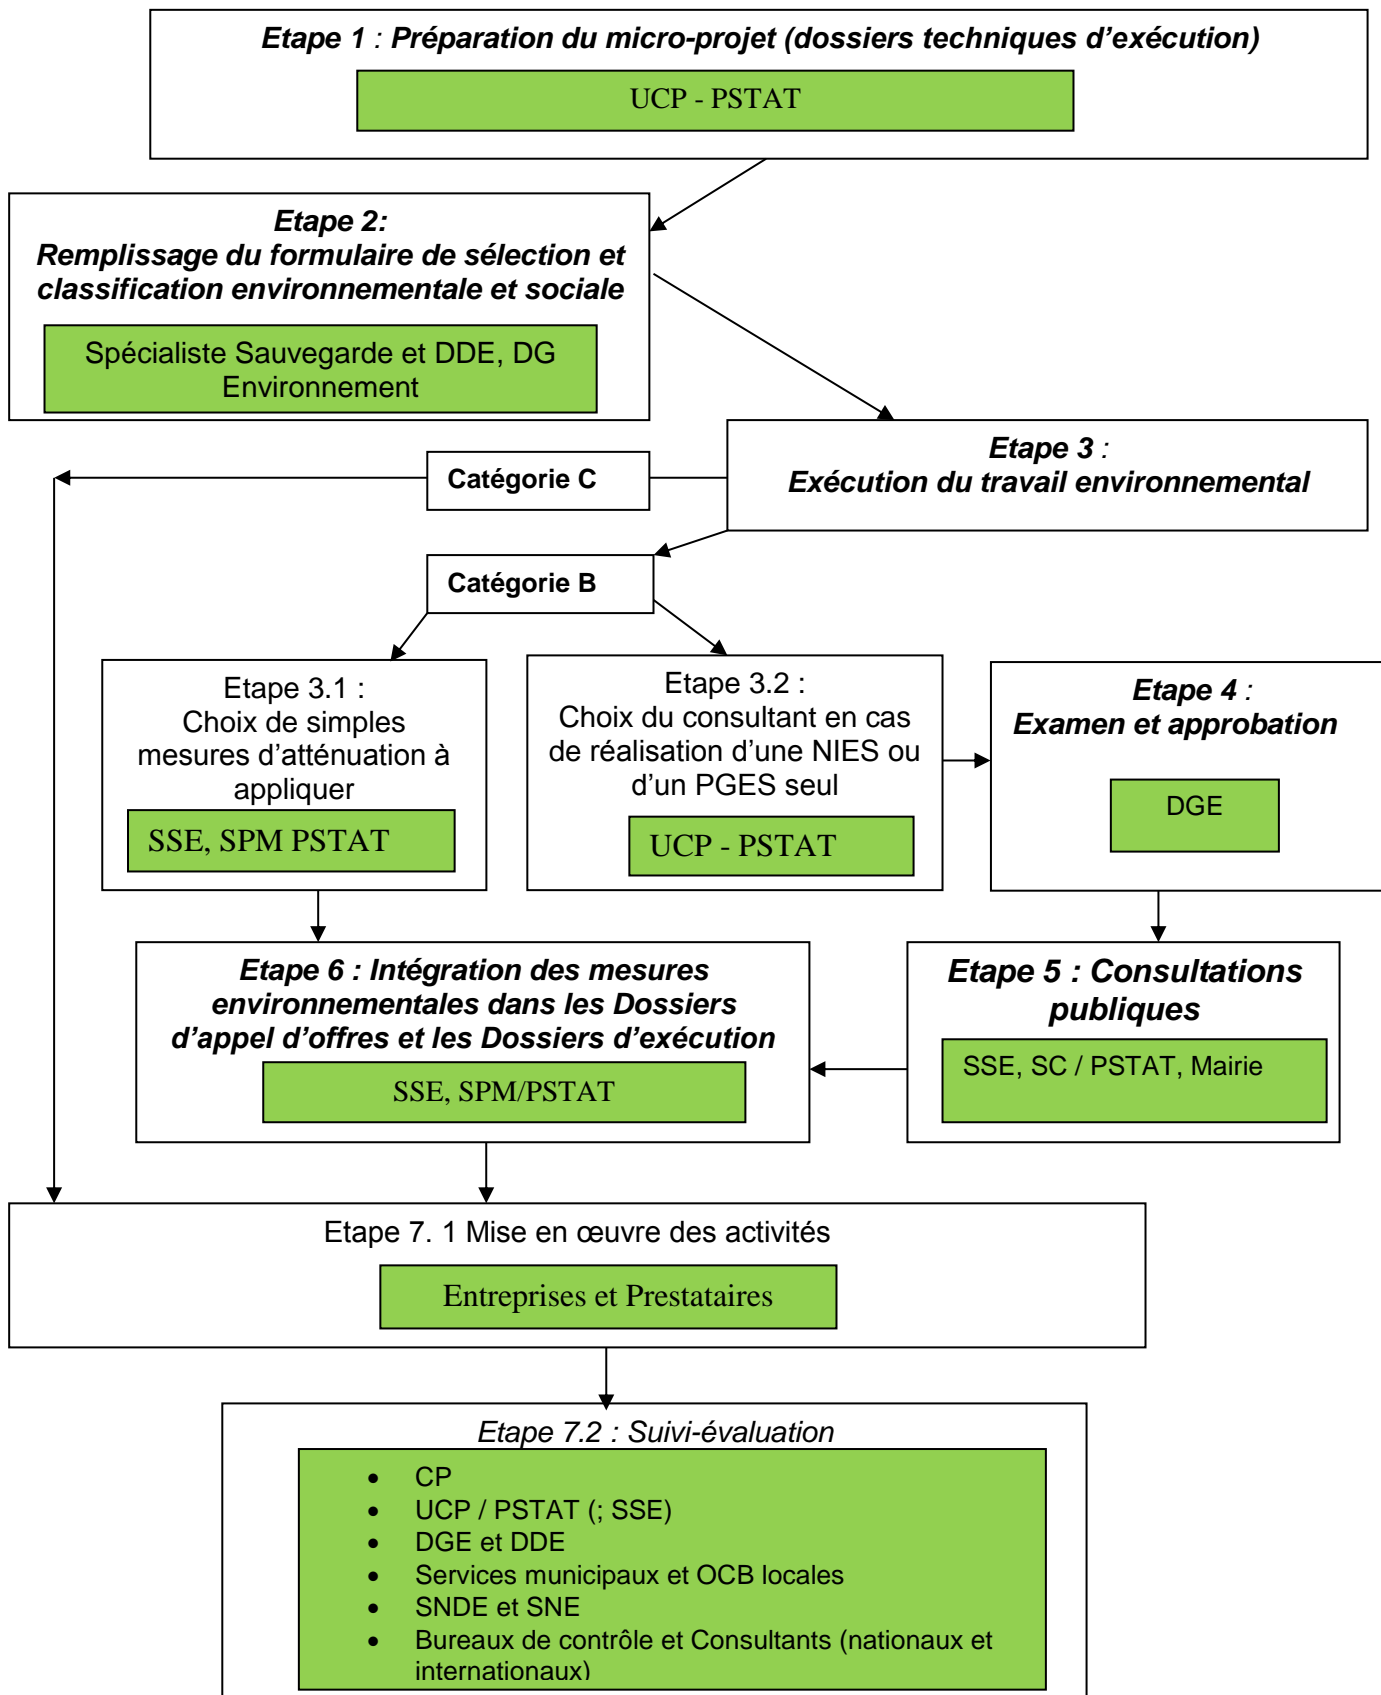 Etape 1 : Préparation du micro-projet (dossiers techniques d’exécution)
UCP - PSTAT
Etape 2:
Remplissage du formulaire de sélection et
classification environnementale et sociale
Spécialiste Sauvegarde et DDE, DG
Environnement
Etape 3 :
Exécution du travail environnemental
Catégorie C
Catégorie B
Etape 3.1 :
Choix de simples
mesures d’atténuation à
appliquer
SSE, SPM PSTAT
Etape 3.2 :
Choix du consultant en cas
de réalisation d’une NIES ou
d’un PGES seul
UCP - PSTAT
Etape 4 :
Examen et approbation
DGE
Etape 6 : Intégration des mesures
environnementales dans les Dossiers
d’appel d’offres et les Dossiers d’exécution
SSE, SPM/PSTAT
Etape 5 : Consultations
publiques
SSE, SC / PSTAT, Mairie
Etape 7. 1 Mise en œuvre des activités
Entreprises et Prestataires
Etape 7.2 : Suivi-évaluation
• CP
• UCP / PSTAT (; SSE)
• DGE et DDE
• Services municipaux et OCB locales
• SNDE et SNE
• Bureaux de contrôle et Consultants (nationaux et
internationaux)